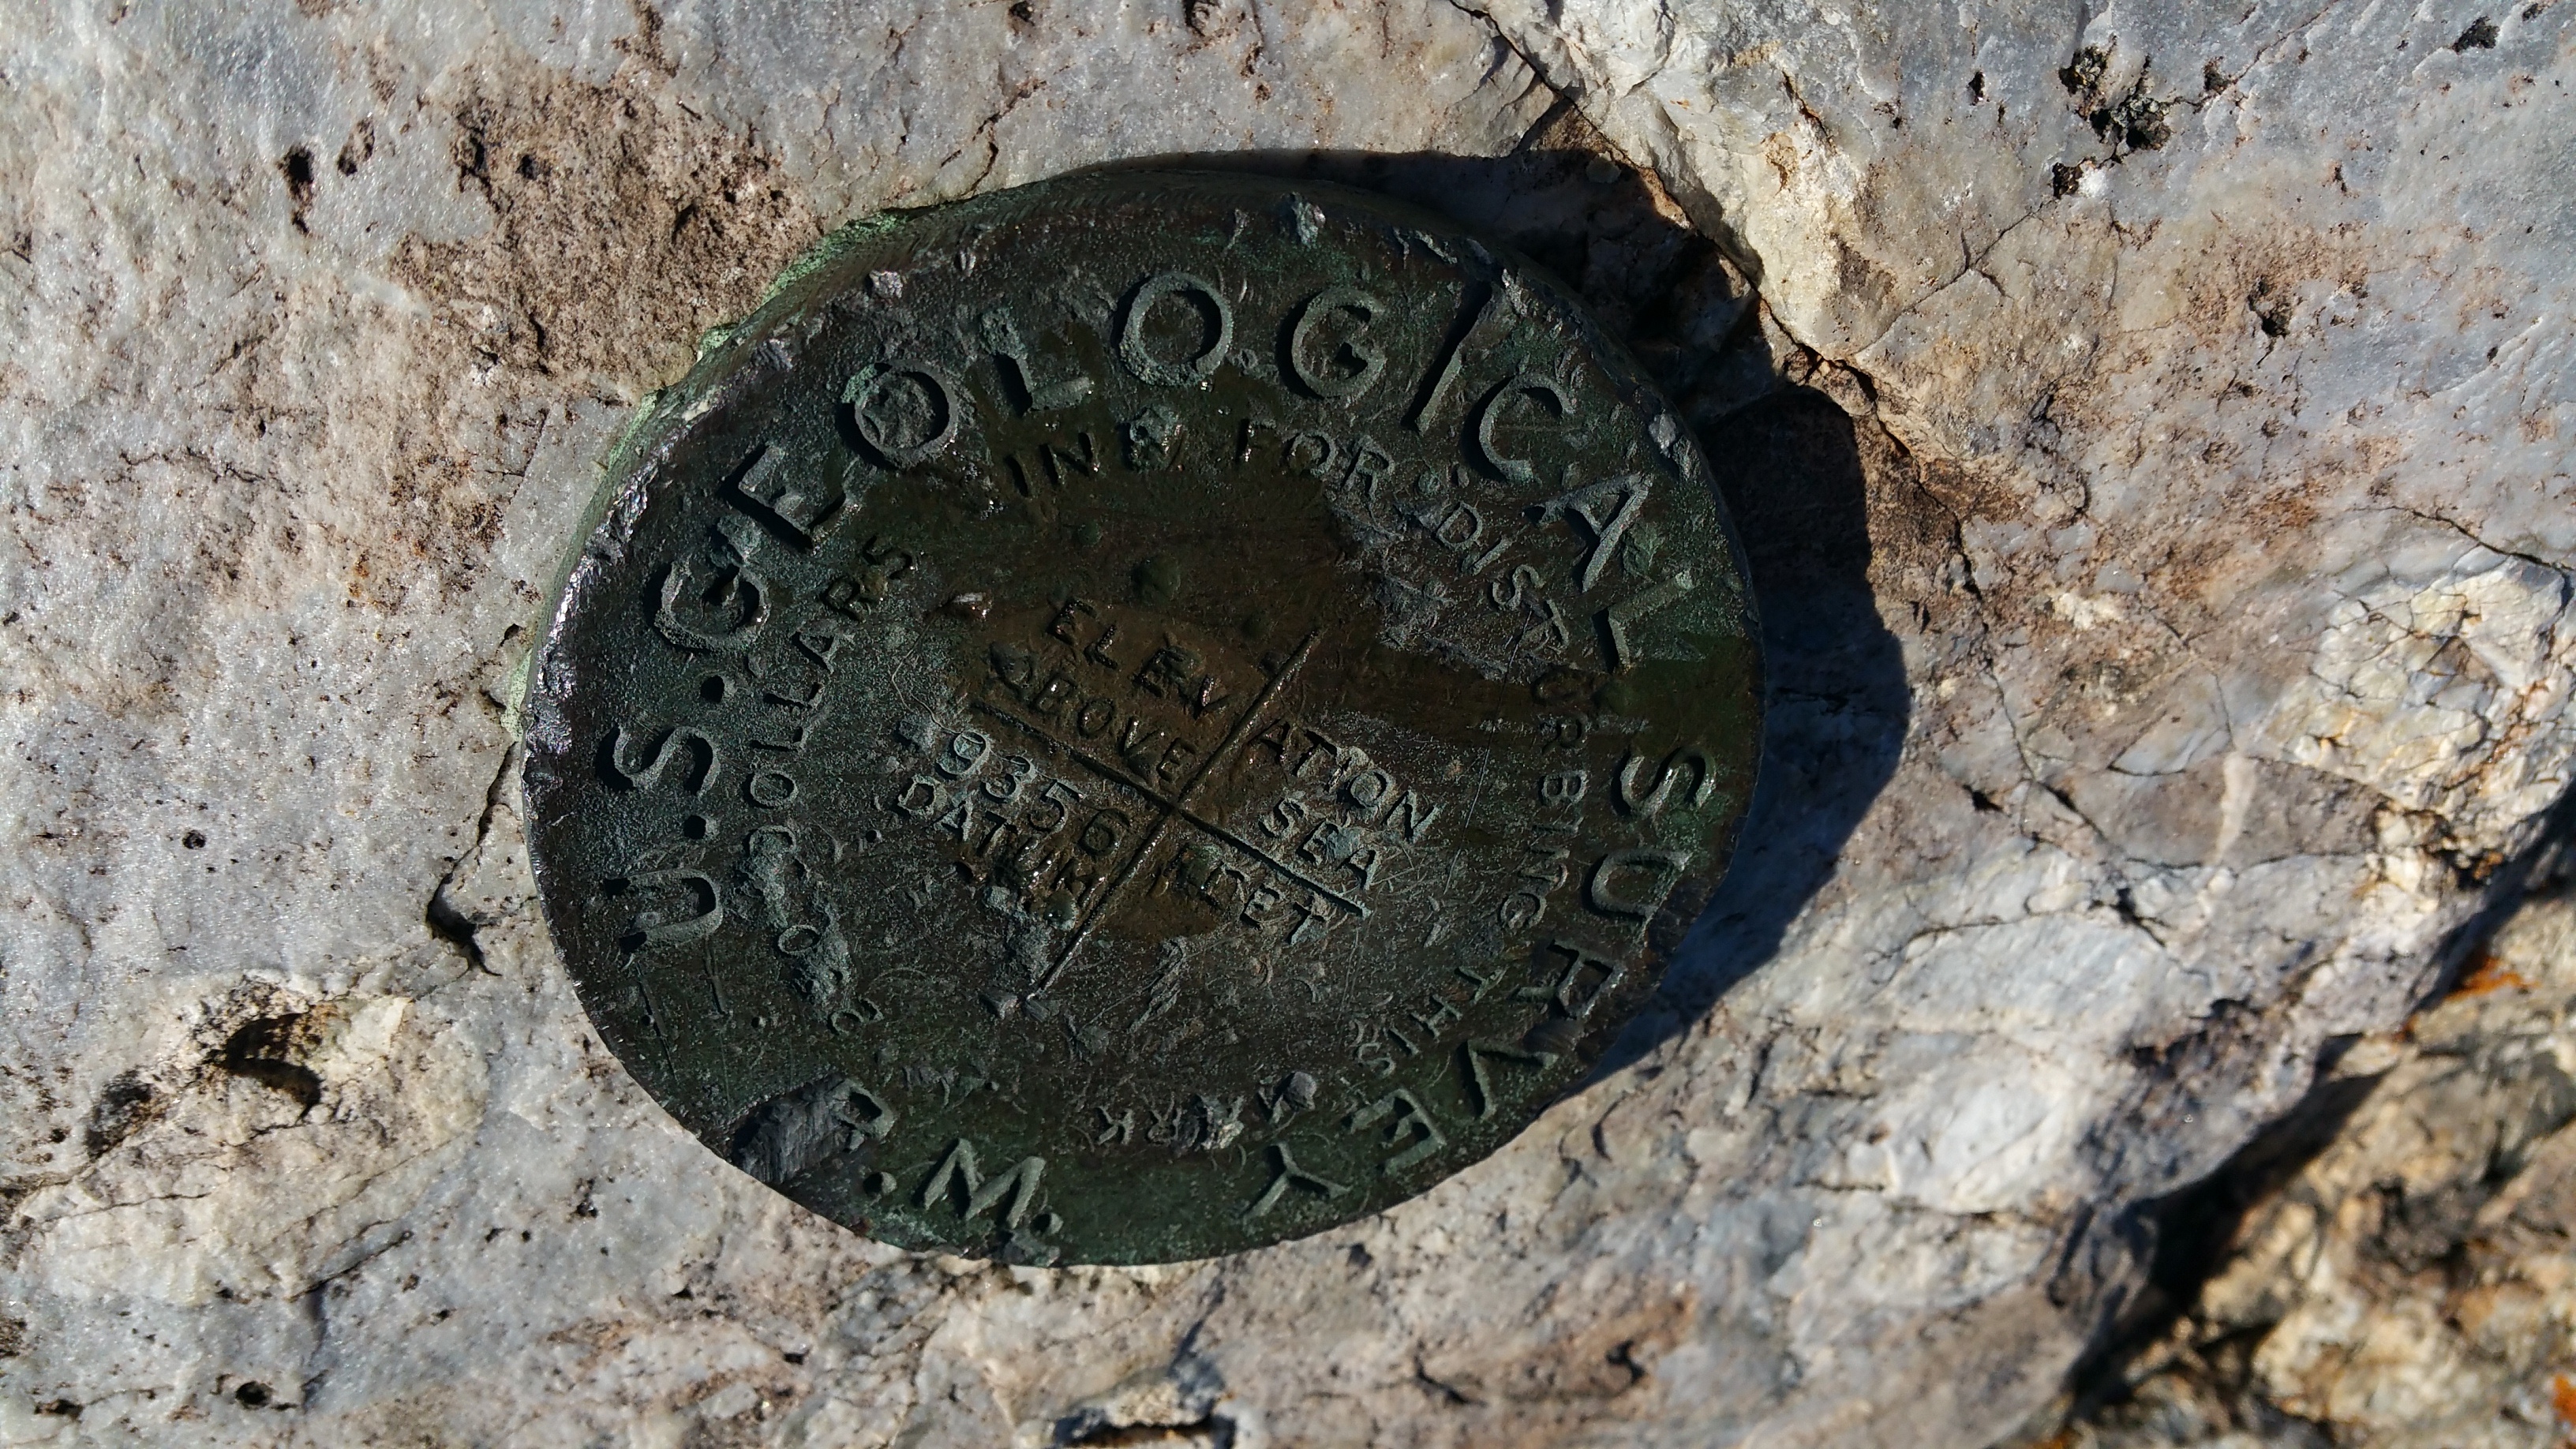 U.S. GEOLOGICAL SURVEY
B.M.
DOLLARS FINE FOR DISTURBING THIS MARK
ELEVATION
ABOVE SEA
9356 FEET
DATUM